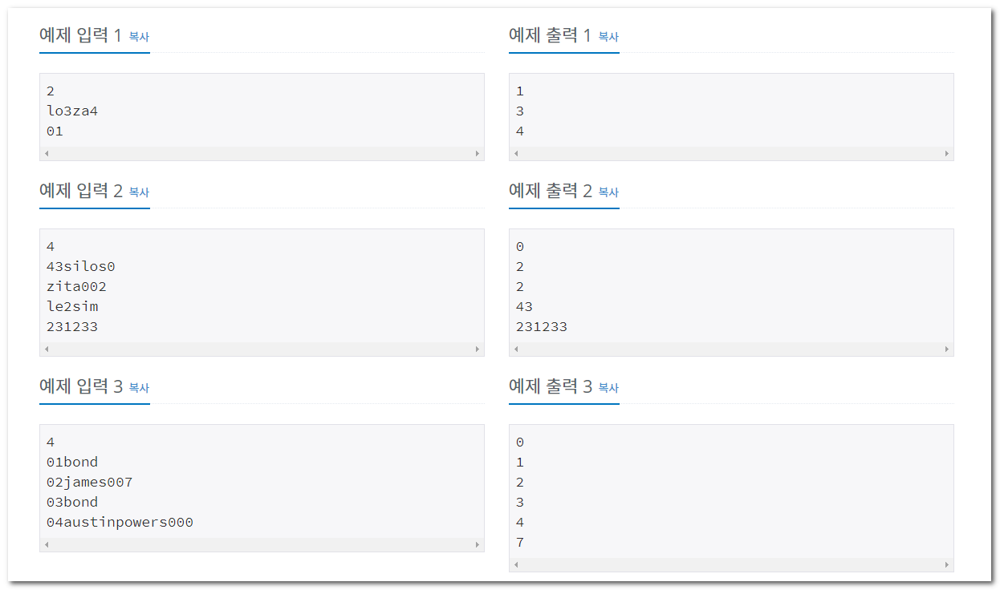 예제 입력 1 복사
2
lo3za4
01
예제 출력 1 복사
1
3
4
예제 입력 2 복사
4
43silos0
zita002
le2sim
231233
예제 출력 2 복사
0
2
2
43
231233
예제 입력 3 복사
4
01bond
02james007
03bond
04austinpowers000
예제 출력 3 복사
0
1
2
3
4
7